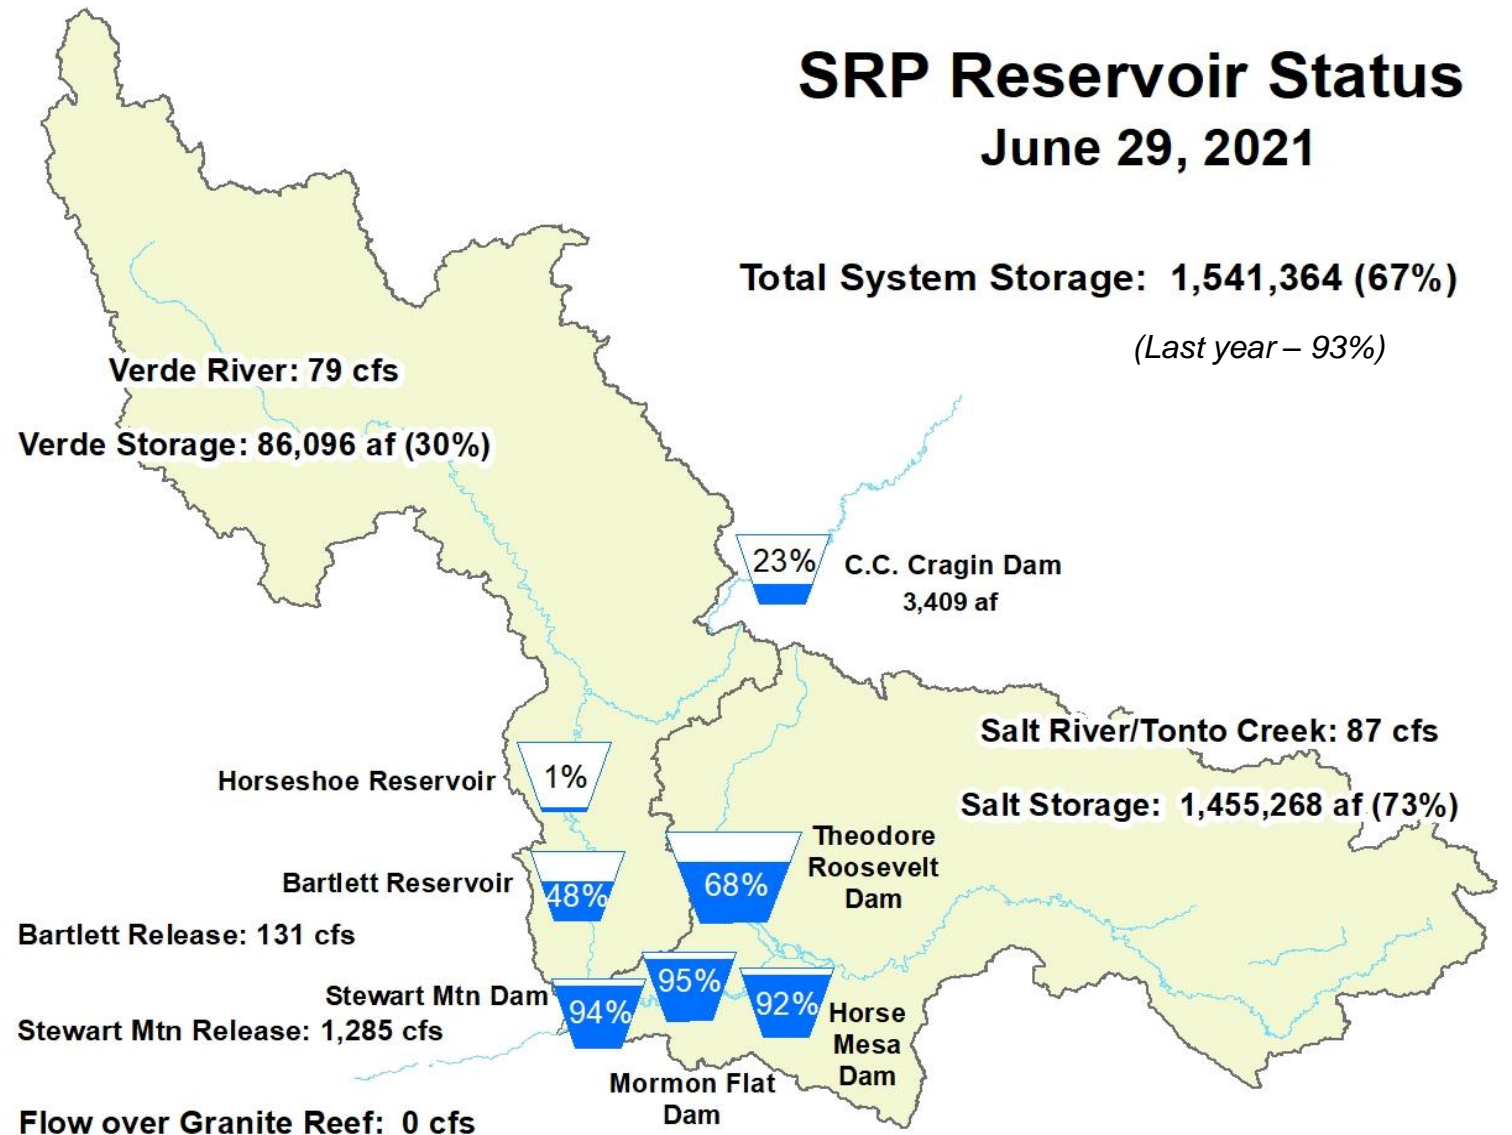 SRP Reservoir Status
June 29, 2021
Total System Storage: 1,541,364 (67%)
(Last year – 93%)
Verde River: 79 cfs
Verde Storage: 86,096 af (30%)
23%
C.C. Cragin Dam
3,409 af
Salt River/Tonto Creek: 87 cfs
Salt Storage: 1,455,268 af (73%)
Horseshoe Reservoir
1%
Bartlett Reservoir
48%
Theodore
Roosevelt
Dam
68%
Bartlett Release: 131 cfs
Stewart Mtn Dam
94%
95%
92%
Horse
Mesa
Dam
Stewart Mtn Release: 1,285 cfs
Mormon Flat
Dam
Flow over Granite Reef: 0 cfs